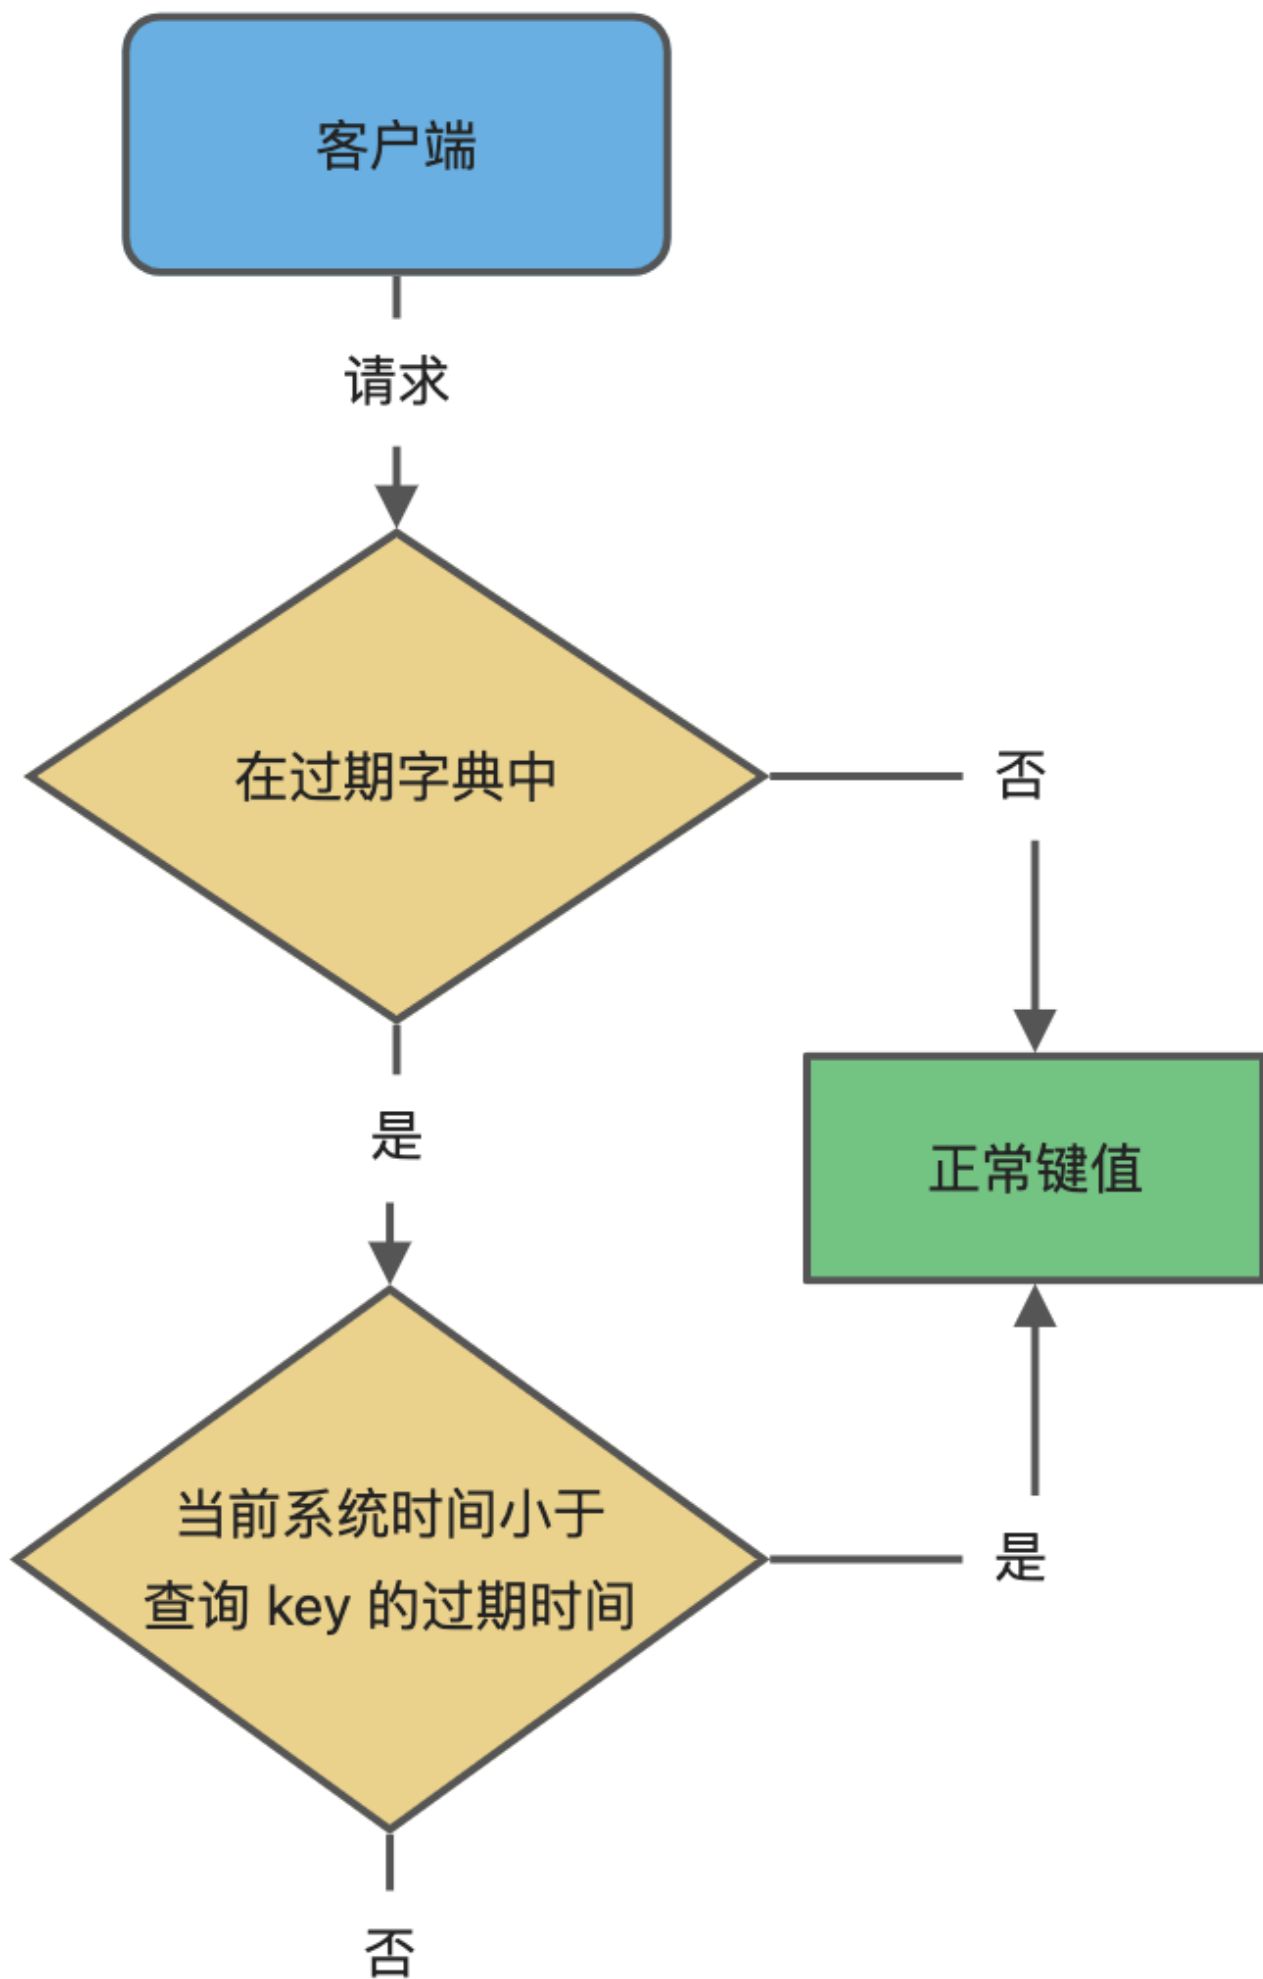 客户端
请求
在过期字典中
否
是
正常键值
当前系统时间小于
查询 key 的过期时间
是
否